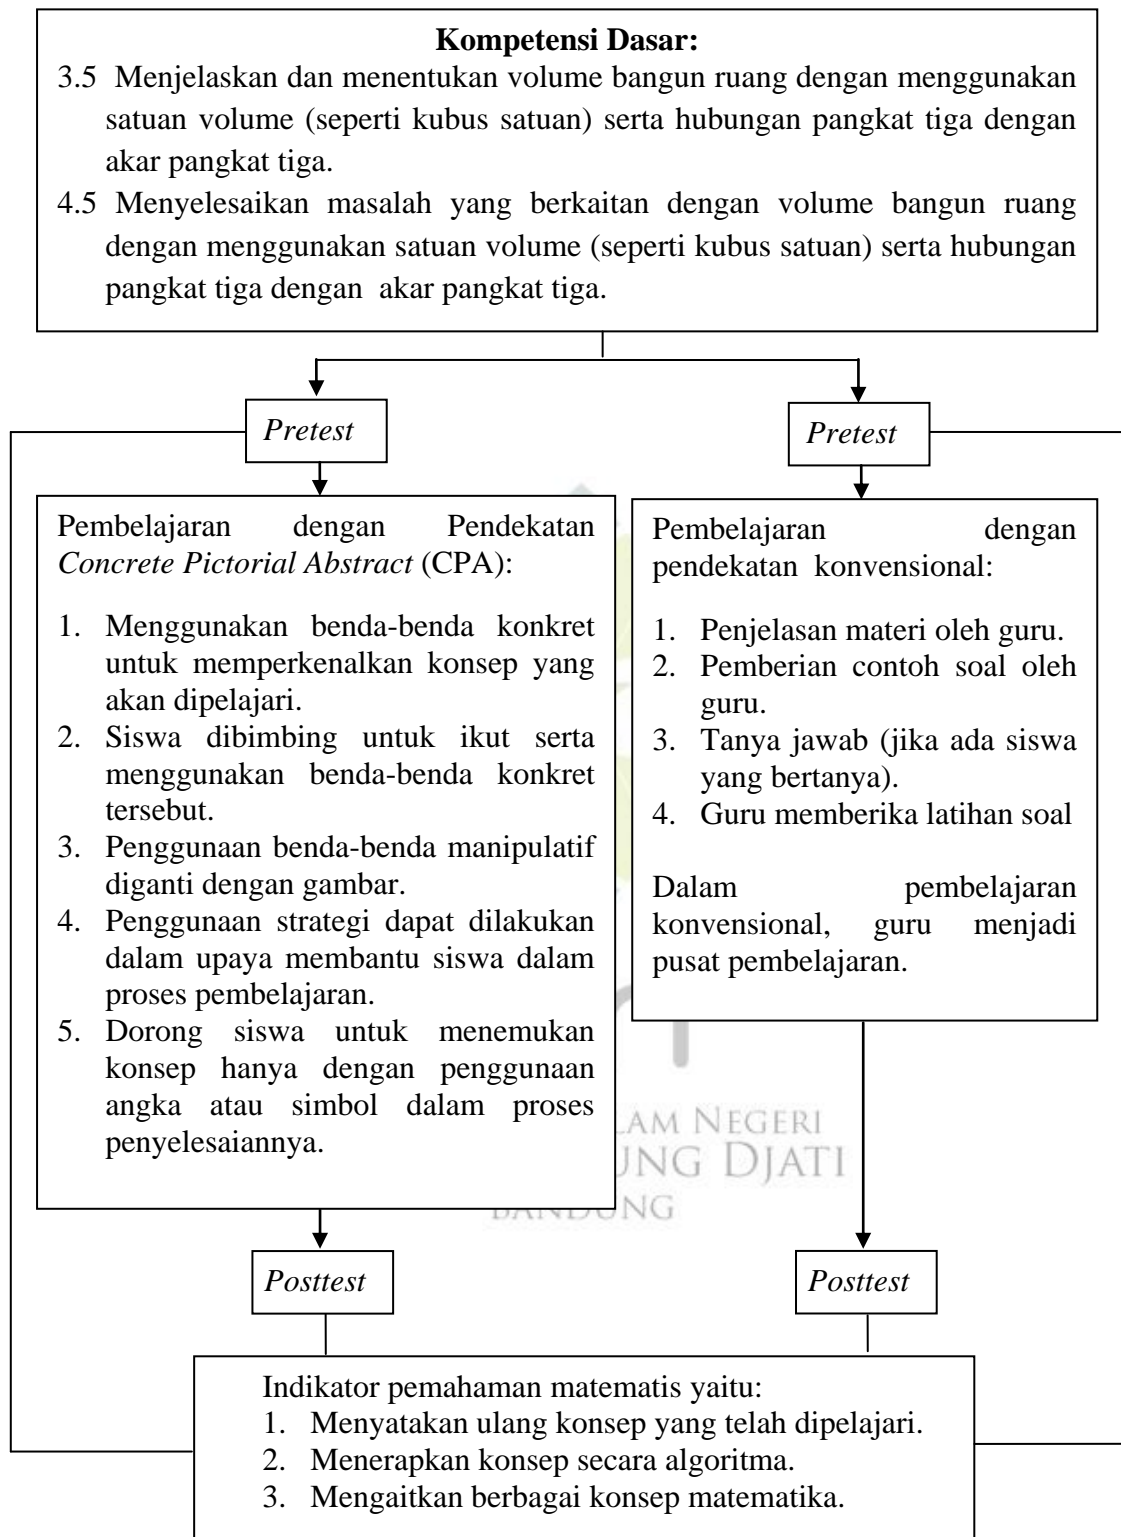 Kompetensi Dasar:
3.5 Menjelaskan dan menentukan volume bangun ruang dengan menggunakan
satuan volume (seperti kubus satuan) serta hubungan pangkat tiga dengan
akar pangkat tiga.
4.5 Menyelesaikan masalah yang berkaitan dengan volume bangun ruang
dengan menggunakan satuan volume (seperti kubus satuan) serta hubungan
pangkat tiga dengan akar pangkat tiga.
Pretest
Pretest
Pembelajaran dengan Pendekatan
Concrete Pictorial Abstract (CPA):
1. Menggunakan benda-benda konkret
untuk memperkenalkan konsep yang
akan dipelajari.
2. Siswa dibimbing untuk ikut serta
menggunakan benda-benda konkret
tersebut.
3. Penggunaan benda-benda manipulatif
diganti dengan gambar.
4. Penggunaan strategi dapat dilakukan
dalam upaya membantu siswa dalam
proses pembelajaran.
5. Dorong siswa untuk menemukan
konsep hanya dengan penggunaan
angka atau simbol dalam proses
penyelesaiannya.
Pembelajaran dengan
pendekatan konvensional:
1. Penjelasan materi oleh guru.
2. Pemberian contoh soal oleh
guru.
3. Tanya jawab (jika ada siswa
yang bertanya).
4. Guru memberika latihan soal
Dalam pembelajaran
konvensional, guru menjadi
pusat pembelajaran.
LAM NEGERI
UNG DJATI
BANDUNG
Posttest
Posttest
Indikator pemahaman matematis yaitu:
1. Menyatakan ulang konsep yang telah dipelajari.
2. Menerapkan konsep secara algoritma.
3. Mengaitkan berbagai konsep matematika.